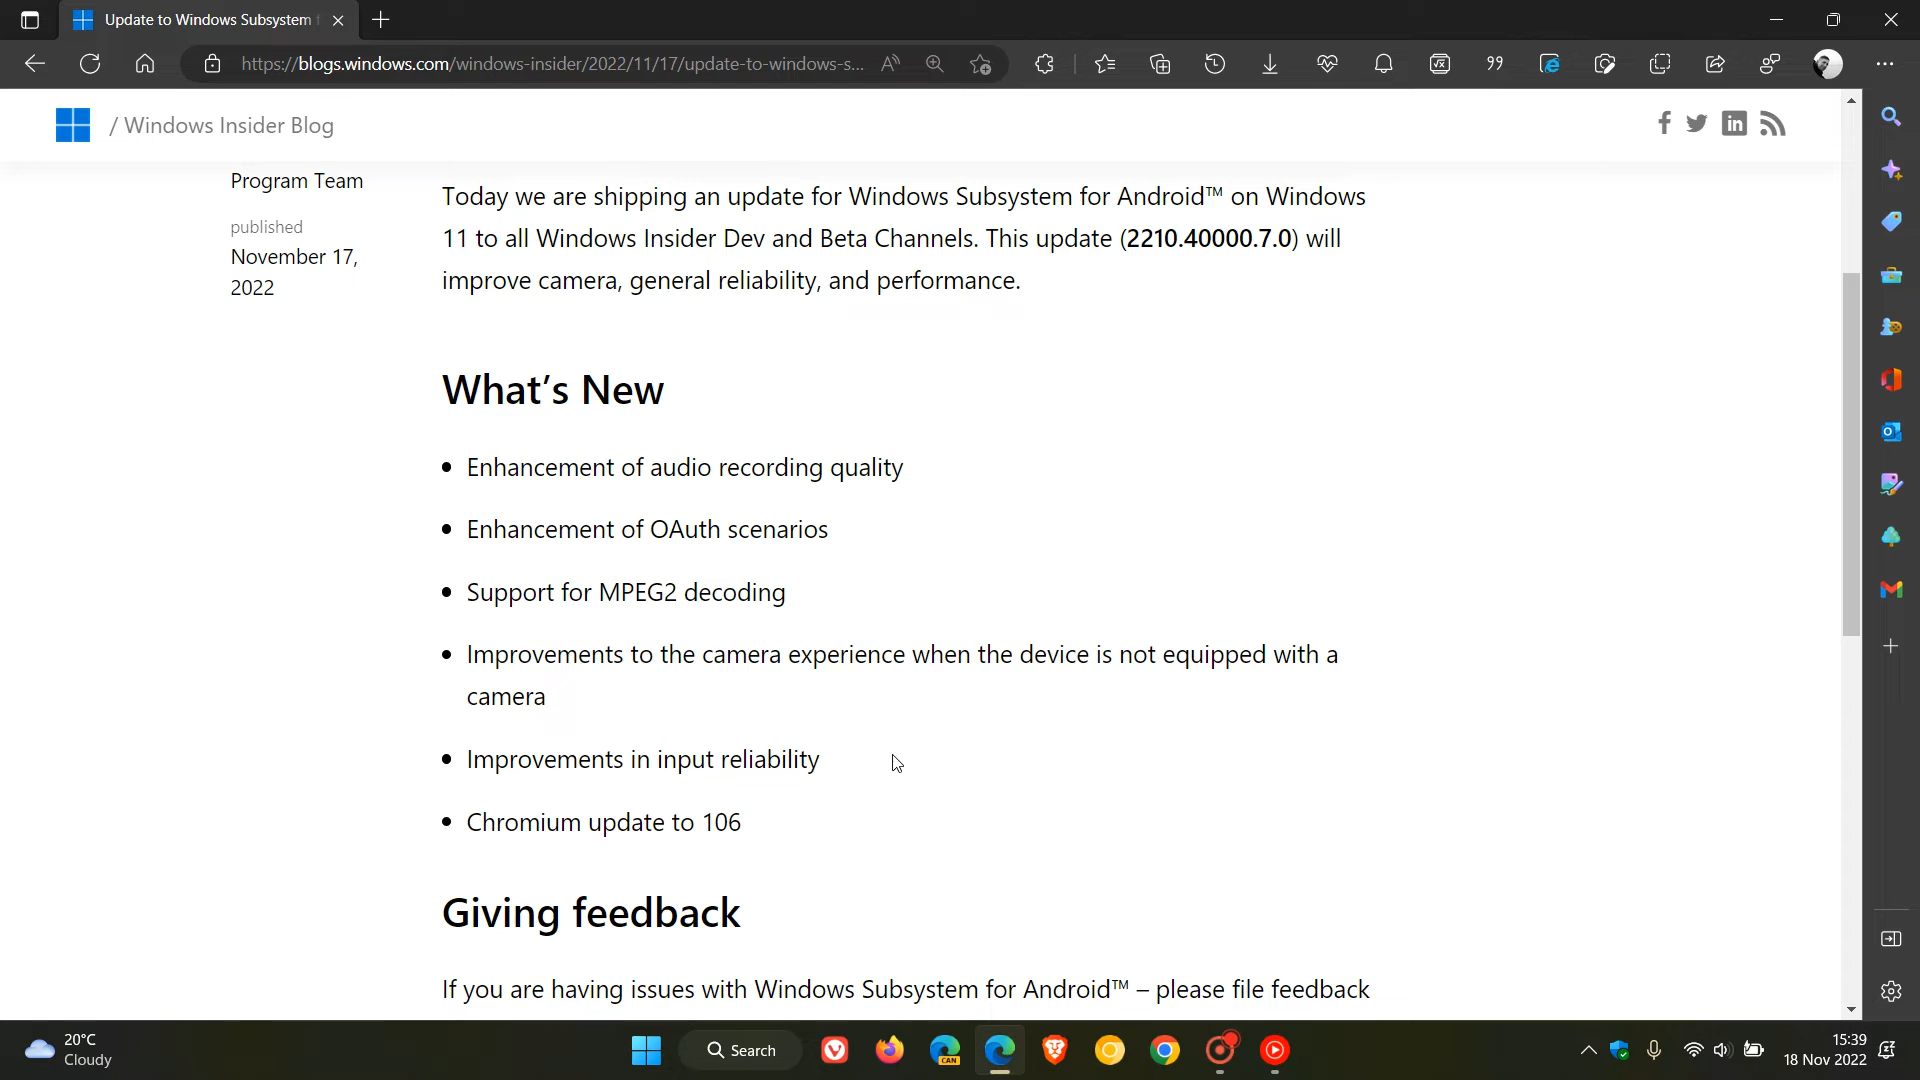 Update to Windows Subsystem f
https://blogs.windows.com/windows-insider/2022/11/17/update-to-windows-s...
/ Windows Insider Blog
Program Team
published
November 17,
2022
Today we are shipping an update for Windows Subsystem for Android™ on Windows
11 to all Windows Insider Dev and Beta Channels. This update (2210.40000.7.0) will
improve camera, general reliability, and performance.
What’s New
• Enhancement of audio recording quality
• Enhancement of OAuth scenarios
• Support for MPEG2 decoding
• Improvements to the camera experience when the device is not equipped with a
camera
• Improvements in input reliability
• Chromium update to 106
Giving feedback
If you are having issues with Windows Subsystem for Android™ – please file feedback
20°C
Cloudy
Search
CAN
15:39
18 Nov 2022